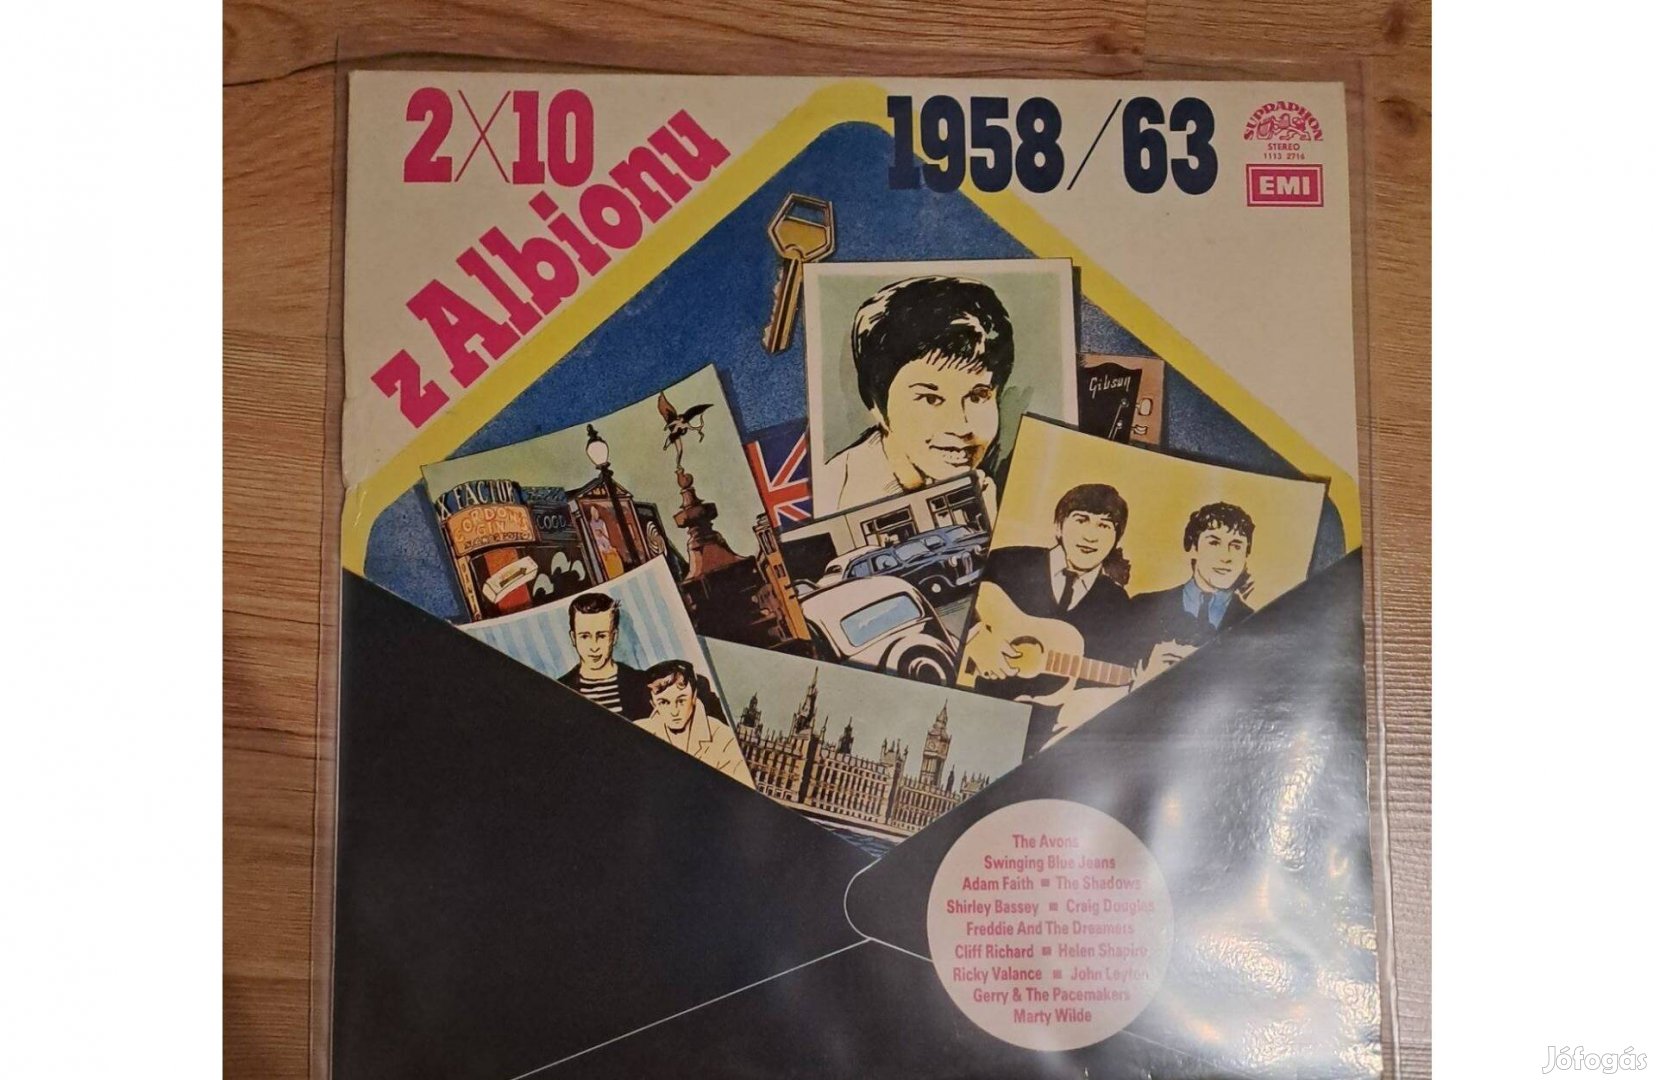 2×10
z Albionu
1958/63
SUPRAPHON
STEREO
1113 2716
EMI
Gibson
X FACTOR
GORDON'S
GIN
The Avons
Swinging Blue Jeans
Adam Faith ■ The Shadows
Shirley Bassey ■ Craig Douglas
Freddie And The Dreamers
Cliff Richard ■ Helen Shapiro
Ricky Valance ■ John Leyton
Gerry & The Pacemakers
Marty Wilde
Jófogás